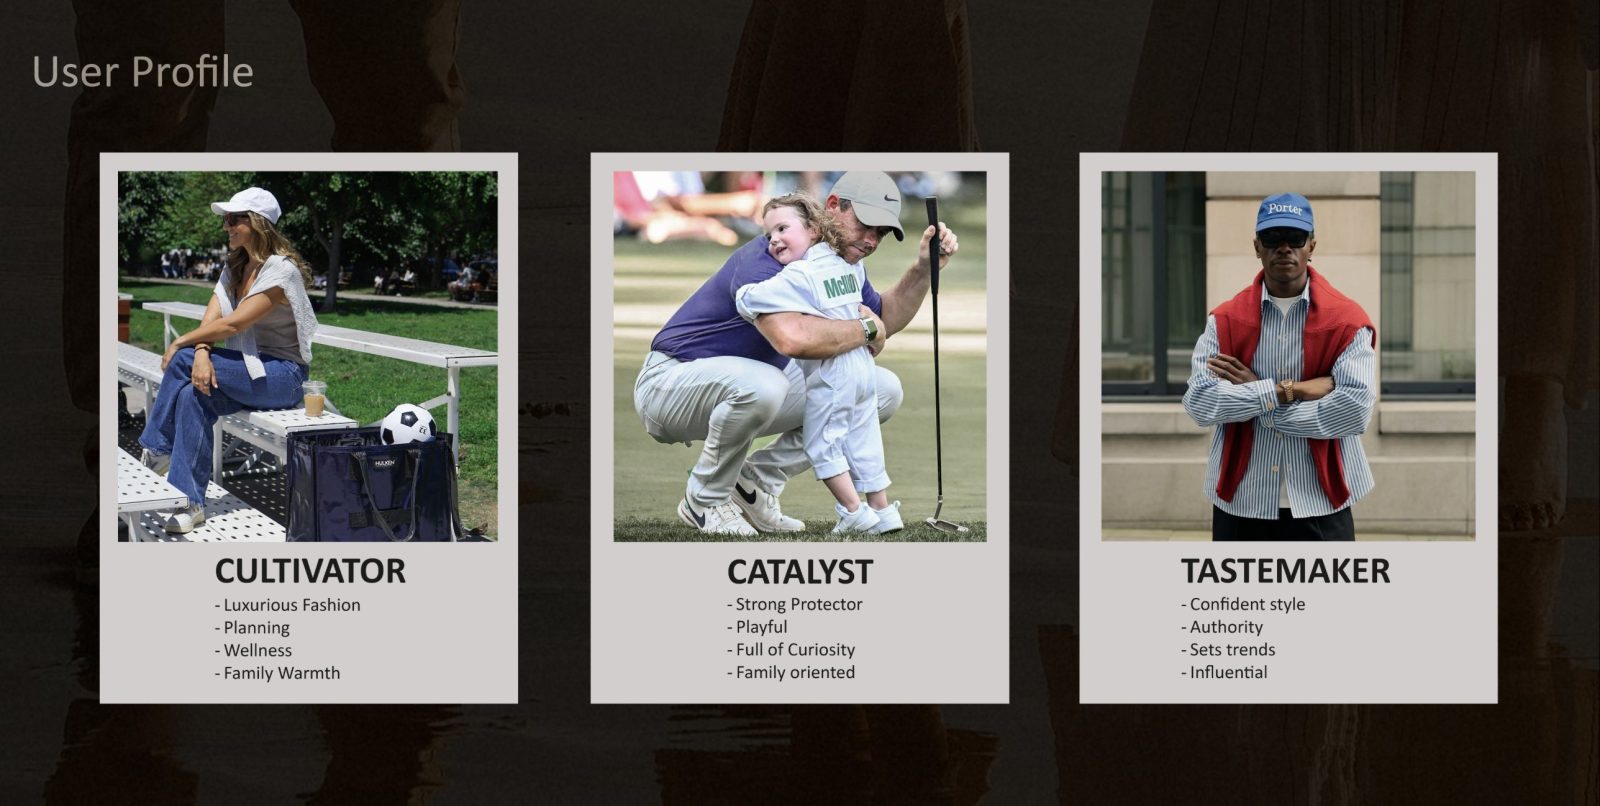 User Profile
HULKEN
CULTIVATOR
- Luxurious Fashion
- Planning
- Wellness
- Family Warmth
CATALYST
- Strong Protector
- Playful
- Full of Curiosity
- Family oriented
Porter
TASTEMAKER
- Confident style
- Authority
- Sets trends
- Influential